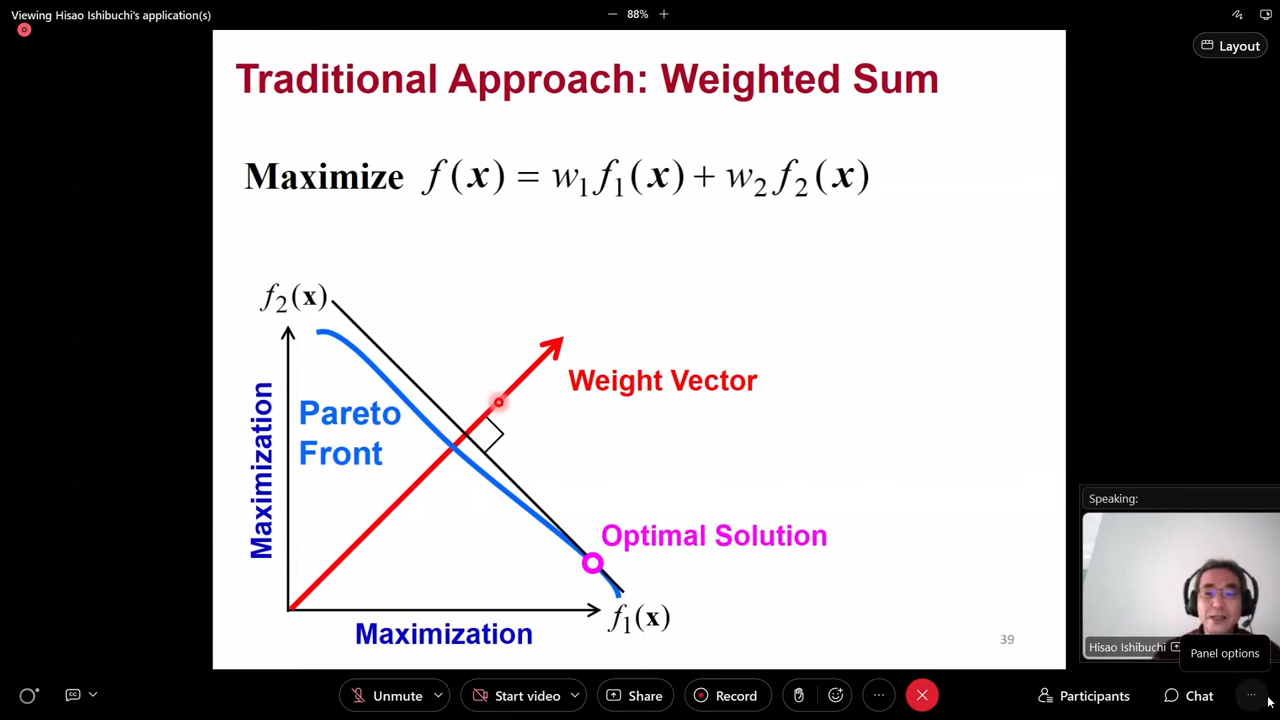 Viewing Hisao Ishibuchi's application(s)
88%
Layout
Traditional Approach: Weighted Sum
Maximize f(x) = w₁f₁(x) + w₂f₂(x)
f₂(x)
Weight Vector
Pareto
Front
Maximization
Optimal Solution
f₁(x)
Maximization
39
Speaking:
Hisao Ishibuchi
Panel options
Unmute
Start video
Share
Record
Participants
Chat